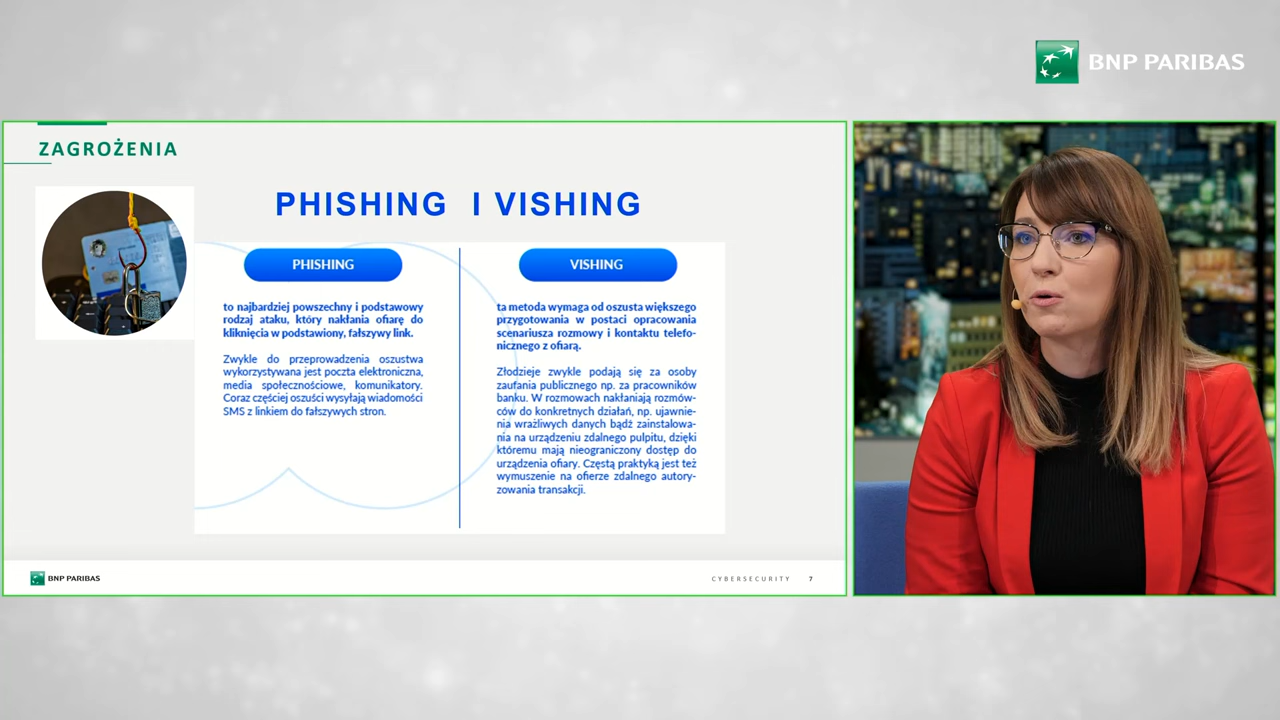 BNP PARIBAS
ZAGROŻENIA
PHISHING I VISHING
PHISHING
to najbardziej powszechny i podstawowy
rodzaj ataku, który nakłania ofiarę do
kliknięcia w podstawiony, fałszywy link.
Zwykle do przeprowadzenia oszustwa
wykorzystywana jest poczta elektroniczna,
media społecznościowe, komunikatory.
Coraz częściej oszuści wysyłają wiadomości
SMS z linkiem do fałszywych stron.
VISHING
ta metoda wymaga od oszusta większego
przygotowania w postaci opracowania
scenariusza rozmowy i kontaktu telefo-
nicznego z ofiarą.
Złodzieje zwykle podają się za osoby
zaufania publicznego np. za pracowników
banku. W rozmowach nakłaniają rozmów-
ców do konkretnych działań, np. ujawnie-
nia wrażliwych danych bądź zainstalowa-
nia na urządzeniu zdalnego pulpitu, dzięki
któremu mają nieograniczony dostęp do
urządzenia ofiary. Częstą praktyką jest też
wymuszenie na ofierze zdalnego autory-
zowania transakcji.
BNP PARIBAS
CYBERSECURITY 7